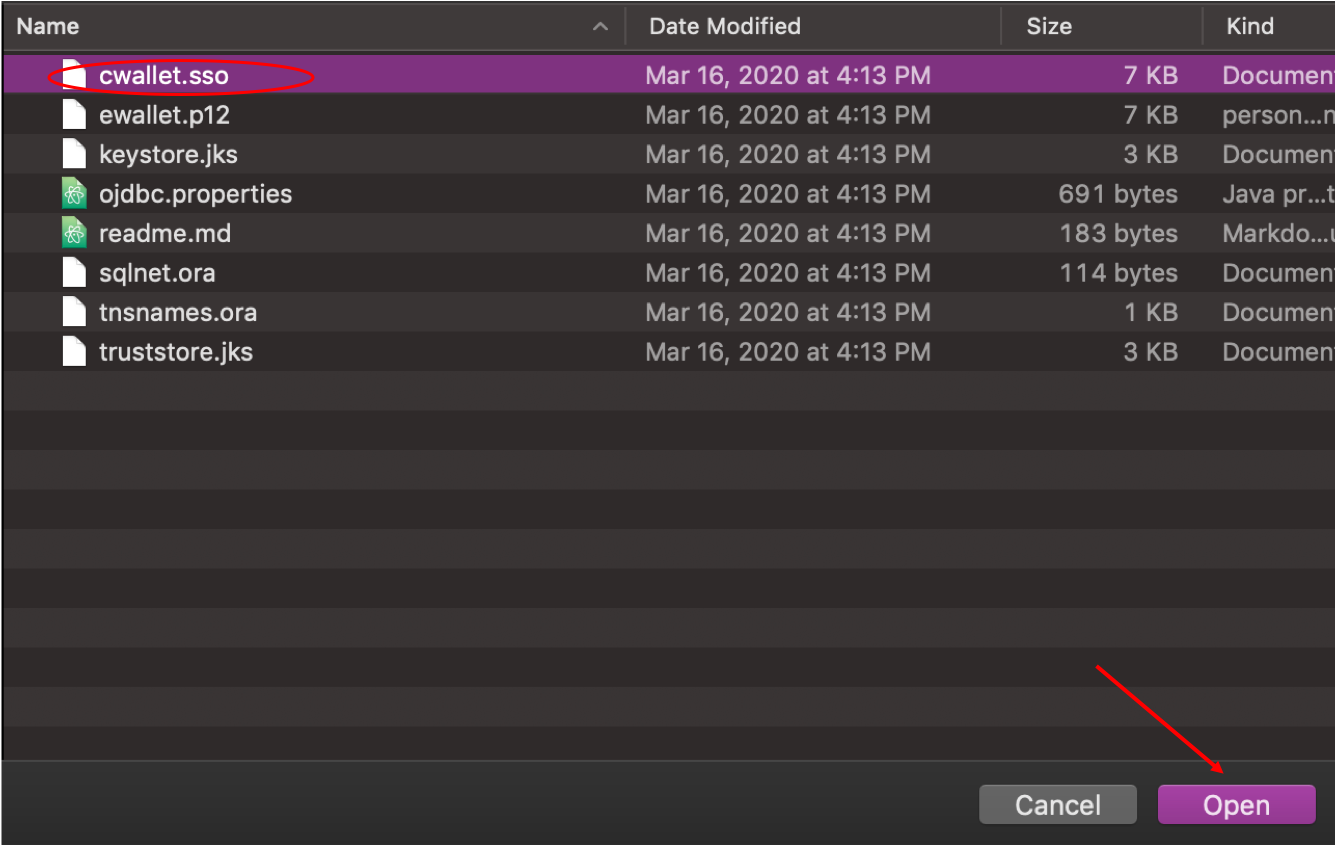 Name Date Modified Size Kind
cwallet.sso Mar 16, 2020 at 4:13 PM 7 KB Documen
ewallet.p12 Mar 16, 2020 at 4:13 PM 7 KB person...n
keystore.jks Mar 16, 2020 at 4:13 PM 3 KB Documen
ojdbc.properties Mar 16, 2020 at 4:13 PM 691 bytes Java pr...t
readme.md Mar 16, 2020 at 4:13 PM 183 bytes Markdo...u
sqlnet.ora Mar 16, 2020 at 4:13 PM 114 bytes Documen
tnsnames.ora Mar 16, 2020 at 4:13 PM 1 KB Documen
truststore.jks Mar 16, 2020 at 4:13 PM 3 KB Documen
Cancel Open